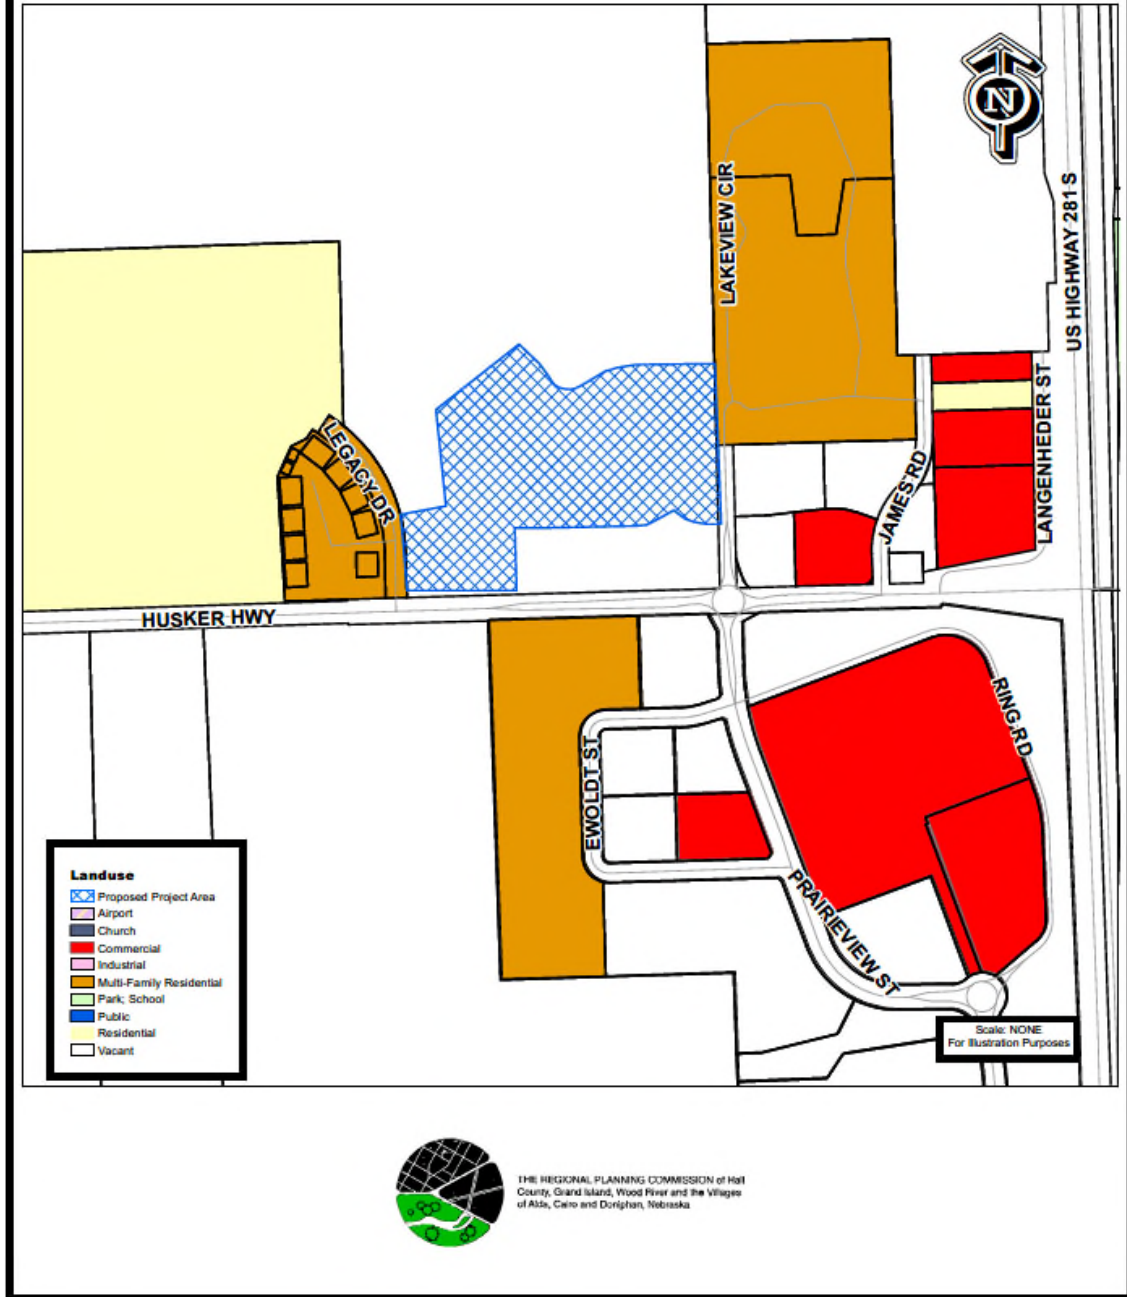 N
LAKEVIEW CIR
US HIGHWAY 281 S
LEGACY DR
JAMES RD
LANGENHEDER ST
HUSKER HWY
RING RD
EWOLDT ST
PRAIRIEVIEW ST
Landuse
Proposed Project Area
Airport
Church
Commercial
Industrial
Multi-Family Residential
Park; School
Public
Residential
Vacant
Scale: NONE
For Illustration Purposes
THE REGIONAL PLANNING COMMISSION of Hall
County, Grand Island, Wood River and the Villages
of Alda, Cairo and Doniphan, Nebraska